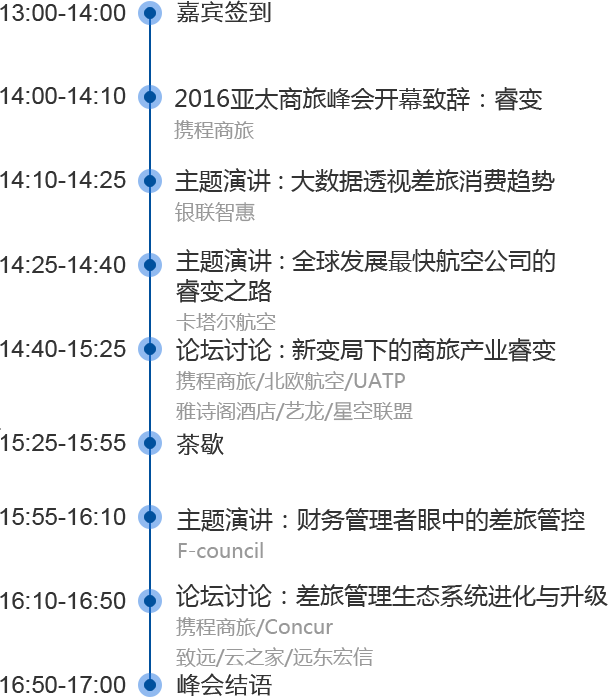 13:00-14:00 嘉宾签到
14:00-14:10 2016亚太商旅峰会开幕致辞：睿变
携程商旅
14:10-14:25 主题演讲：大数据透视差旅消费趋势
银联智惠
14:25-14:40 主题演讲：全球发展最快航空公司的
睿变之路
卡塔尔航空
14:40-15:25 论坛讨论：新变局下的商旅产业睿变
携程商旅/北欧航空/UATP
雅诗阁酒店/艺龙/星空联盟
15:25-15:55 茶歇
15:55-16:10 主题演讲：财务管理者眼中的差旅管控
F-council
16:10-16:50 论坛讨论：差旅管理生态系统进化与升级
携程商旅/Concur
致远/云之家/远东宏信
16:50-17:00 峰会结语